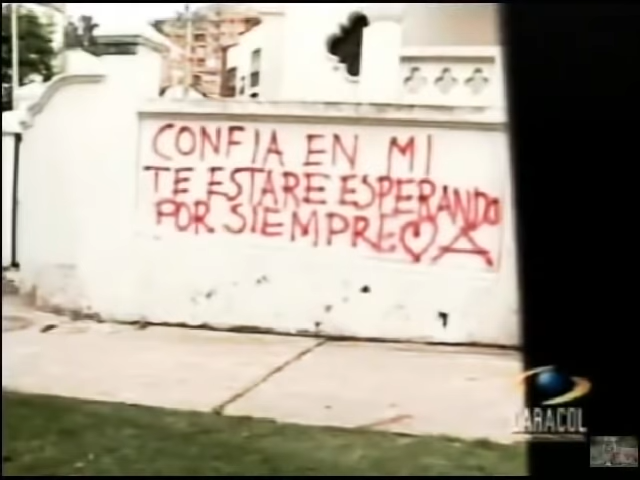 CONFIA EN MI
TE ESTARE ESPERANDO
POR SIEMPRE
CARACOL